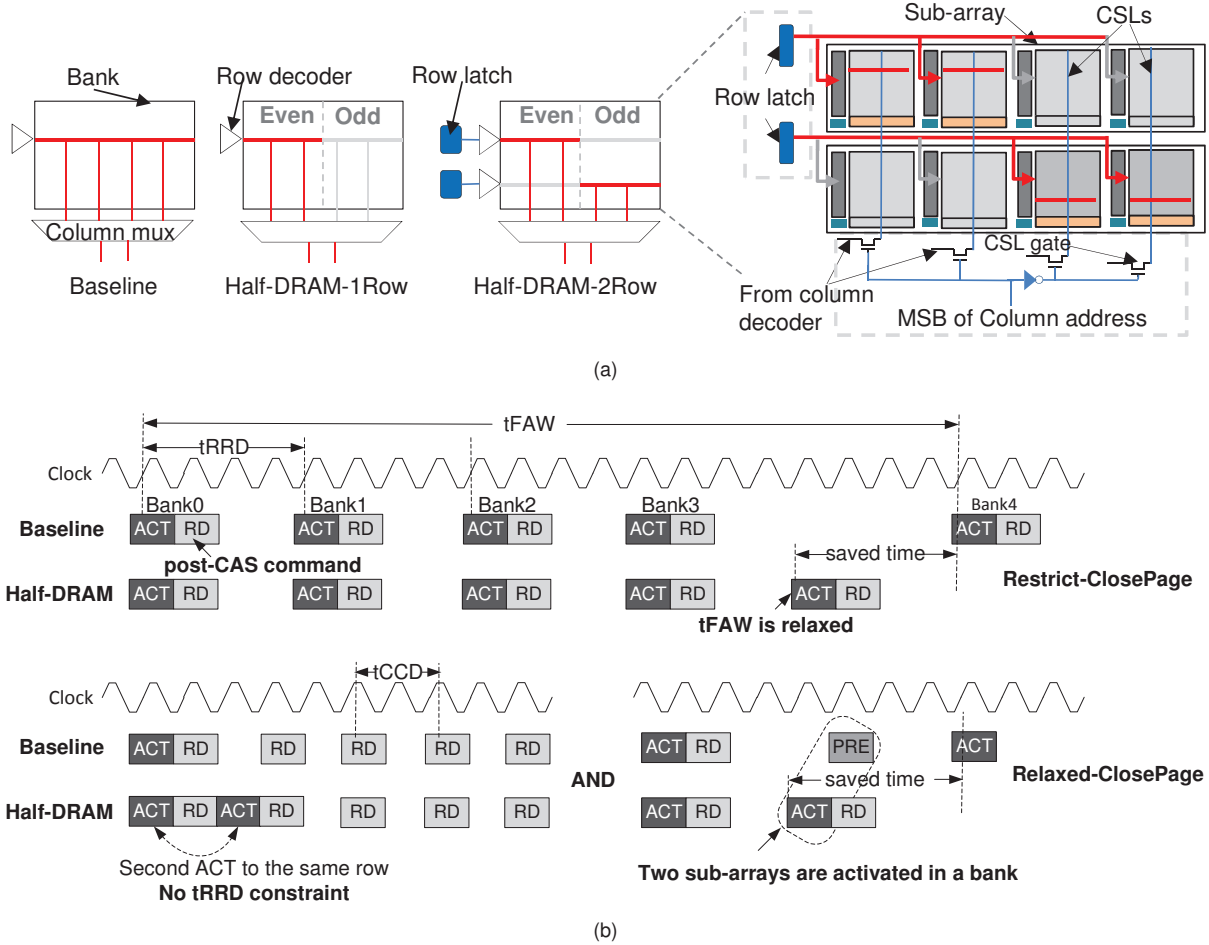 Bank
Row decoder
Row latch
Even
Odd
Even
Odd
Column mux
Baseline
Half-DRAM-1Row
Half-DRAM-2Row
Sub-array
CSLs
Row latch
CSL gate
From column
decoder
MSB of Column address
(a)
tFAW
tRRD
Clock
Bank0
Bank1
Bank2
Bank3
Bank4
Baseline
ACT RD
ACT RD
ACT RD
ACT RD
ACT RD
post-CAS command
saved time
Half-DRAM
ACT RD
ACT RD
ACT RD
ACT RD
ACT RD
Restrict-ClosePage
tFAW is relaxed
tCCD
Clock
Baseline
ACT RD
RD
RD
RD
RD
Half-DRAM
ACT RD ACT RD
RD
RD
RD
Second ACT to the same row
No tRRD constraint
AND
ACT RD
PRE
ACT
saved time
Relaxed-ClosePage
ACT RD
ACT RD
Two sub-arrays are activated in a bank
(b)